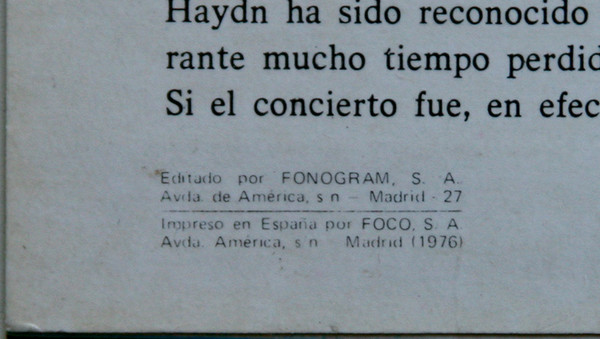 Haydn ha sido reconocido
rante mucho tiempo perdid
Si el concierto fue, en efec
Editado por FONOGRAM, S. A.
Avda. de América, s n - Madrid - 27
Impreso en España por FOCO, S. A
Avda. América, s n Madrid (1976)